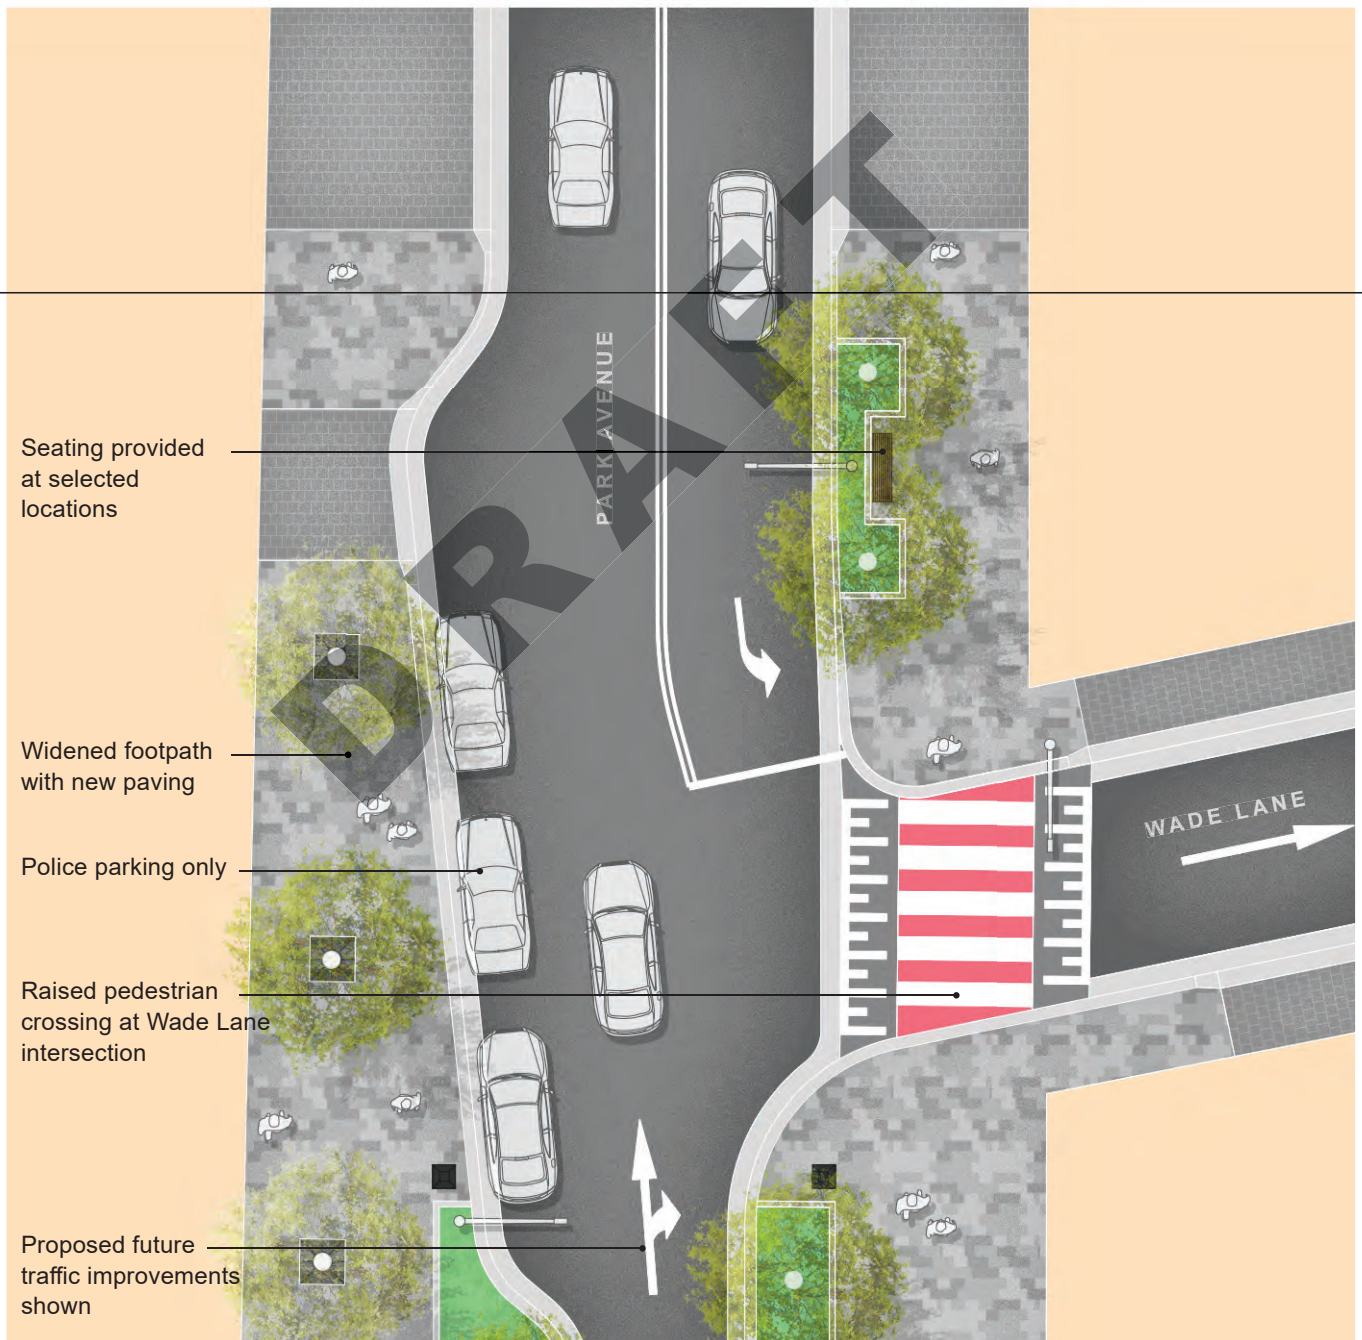 DRAFT
PARK AVENUE
Seating provided
at selected
locations
Widened footpath
with new paving
WADE LANE
Police parking only
Raised pedestrian
crossing at Wade Lane
intersection
Proposed future
traffic improvements
shown